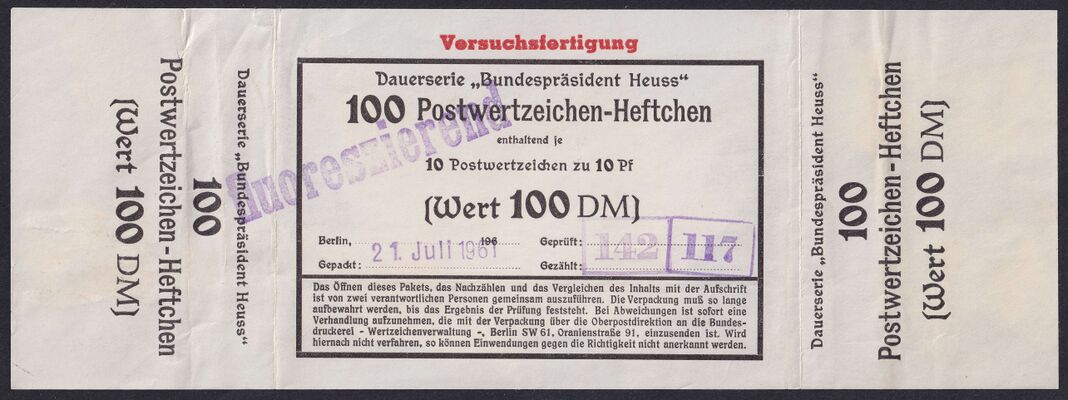 Versuchsfertigung
Dauerserie „Bundespräsident Heuss“
100 Postwertzeichen-Heftchen
enthaltend je
10 Postwertzeichen zu 10 Pf
(Wert 100 DM)
fluoreszierend
Berlin, 21. Juli 1961 196
Gepackt:
Geprüft: 142 117
Gezählt:
Das Öffnen dieses Pakets, das Nachzählen und das Vergleichen des Inhalts mit der Aufschrift
ist von zwei verantwortlichen Personen gemeinsam auszuführen. Die Verpackung muß so lange
aufbewahrt werden, bis das Ergebnis der Prüfung feststeht. Bei Abweichungen ist sofort eine
Verhandlung aufzunehmen, die mit der Verpackung über die Oberpostdirektion an die Bundes-
druckerei - Wertzeichenverwaltung -, Berlin SW 61, Oranienstraße 91, einzusenden ist. Wird
hiernach nicht verfahren, so können Einwendungen gegen die Richtigkeit nicht anerkannt werden.
Dauerserie „Bundespräsident Heuss“
100
Postwertzeichen-Heftchen
(Wert 100 DM)
Dauerserie „Bundespräsident Heuss“
100
Postwertzeichen-Heftchen
(Wert 100 DM)